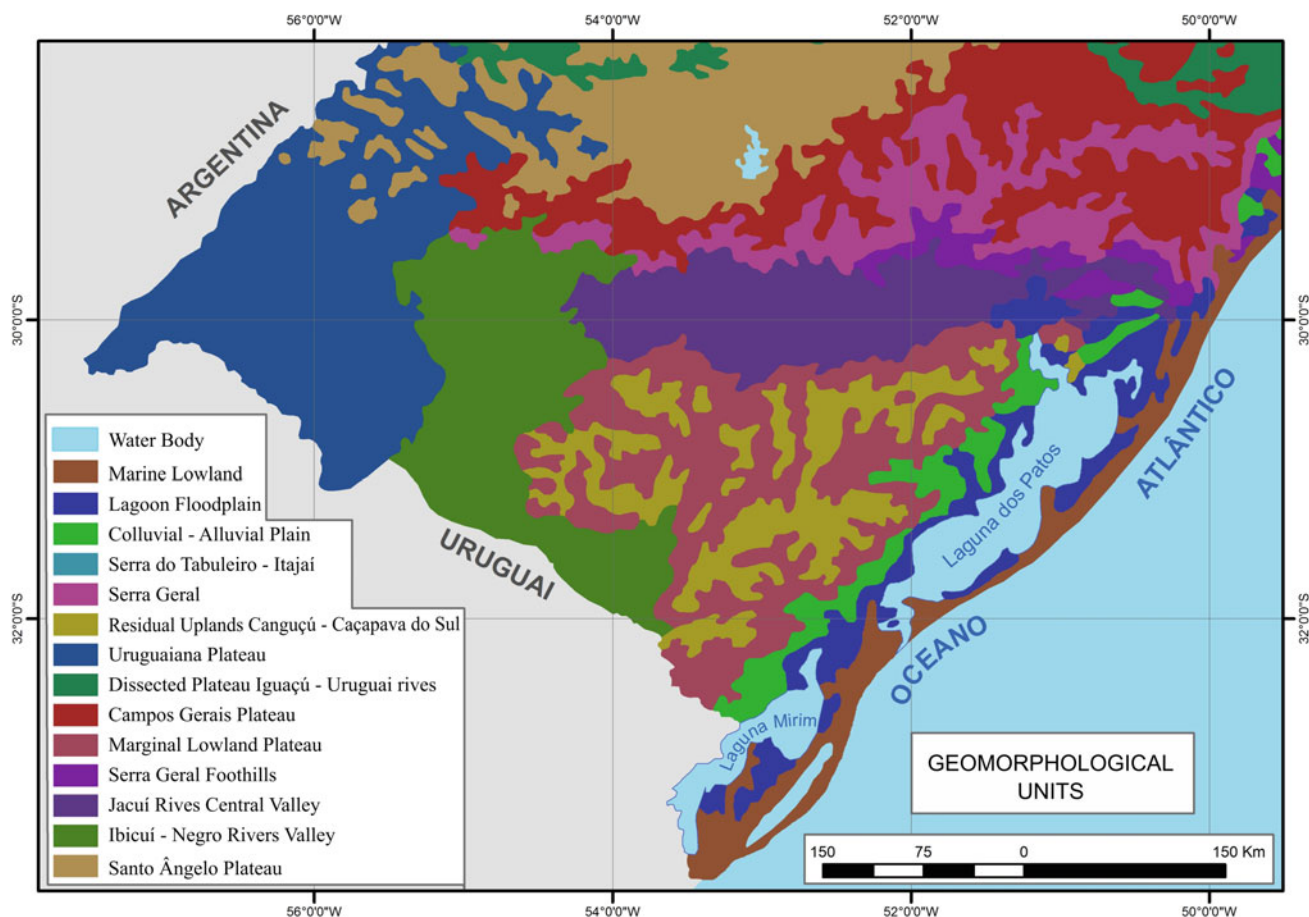 56°0'0"W 54°0'0"W 52°0'0"W 50°0'0"W
ARGENTINA
30°0'0"S 30°0'0"S
URUGUAI
ATLÂNTICO
OCEANO
Laguna dos Patos
Laguna Mirim
32°0'0"S 32°0'0"S
Water Body
Marine Lowland
Lagoon Floodplain
Colluvial - Alluvial Plain
Serra do Tabuleiro - Itajaí
Serra Geral
Residual Uplands Canguçú - Caçapava do Sul
Uruguaiana Plateau
Dissected Plateau Iguaçú - Uruguai rives
Campos Gerais Plateau
Marginal Lowland Plateau
Serra Geral Foothills
Jacuí Rives Central Valley
Ibicuí - Negro Rivers Valley
Santo Ângelo Plateau
GEOMORPHOLOGICAL
UNITS
150 75 0 150 Km
56°0'0"W 54°0'0"W 52°0'0"W 50°0'0"W